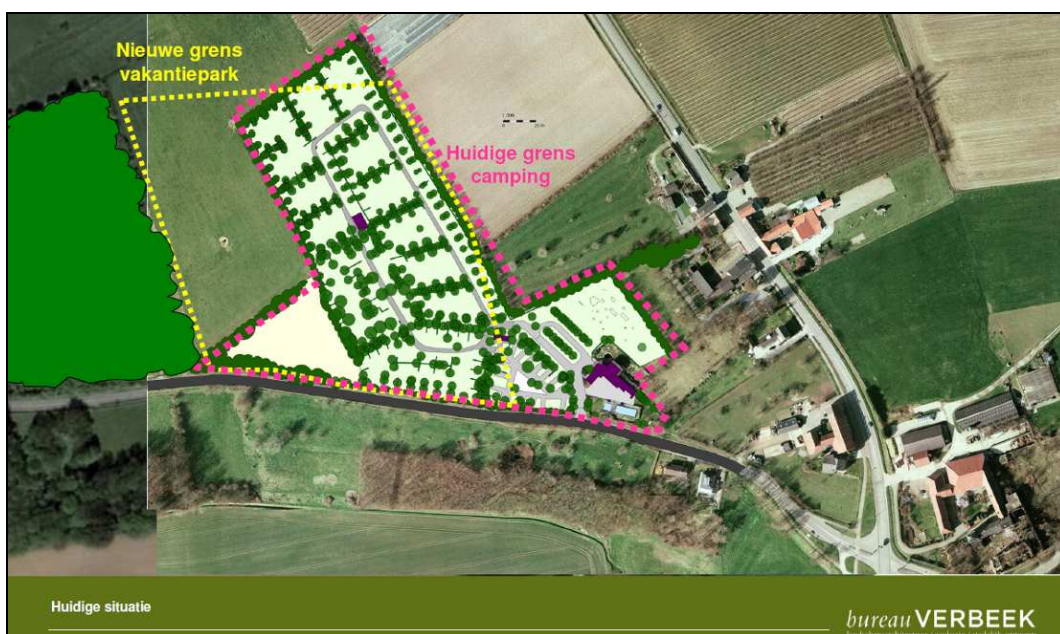 Nieuwe grens
vakantiepark
Huidige grens
camping
Huidige situatie
bureau VERBEEK